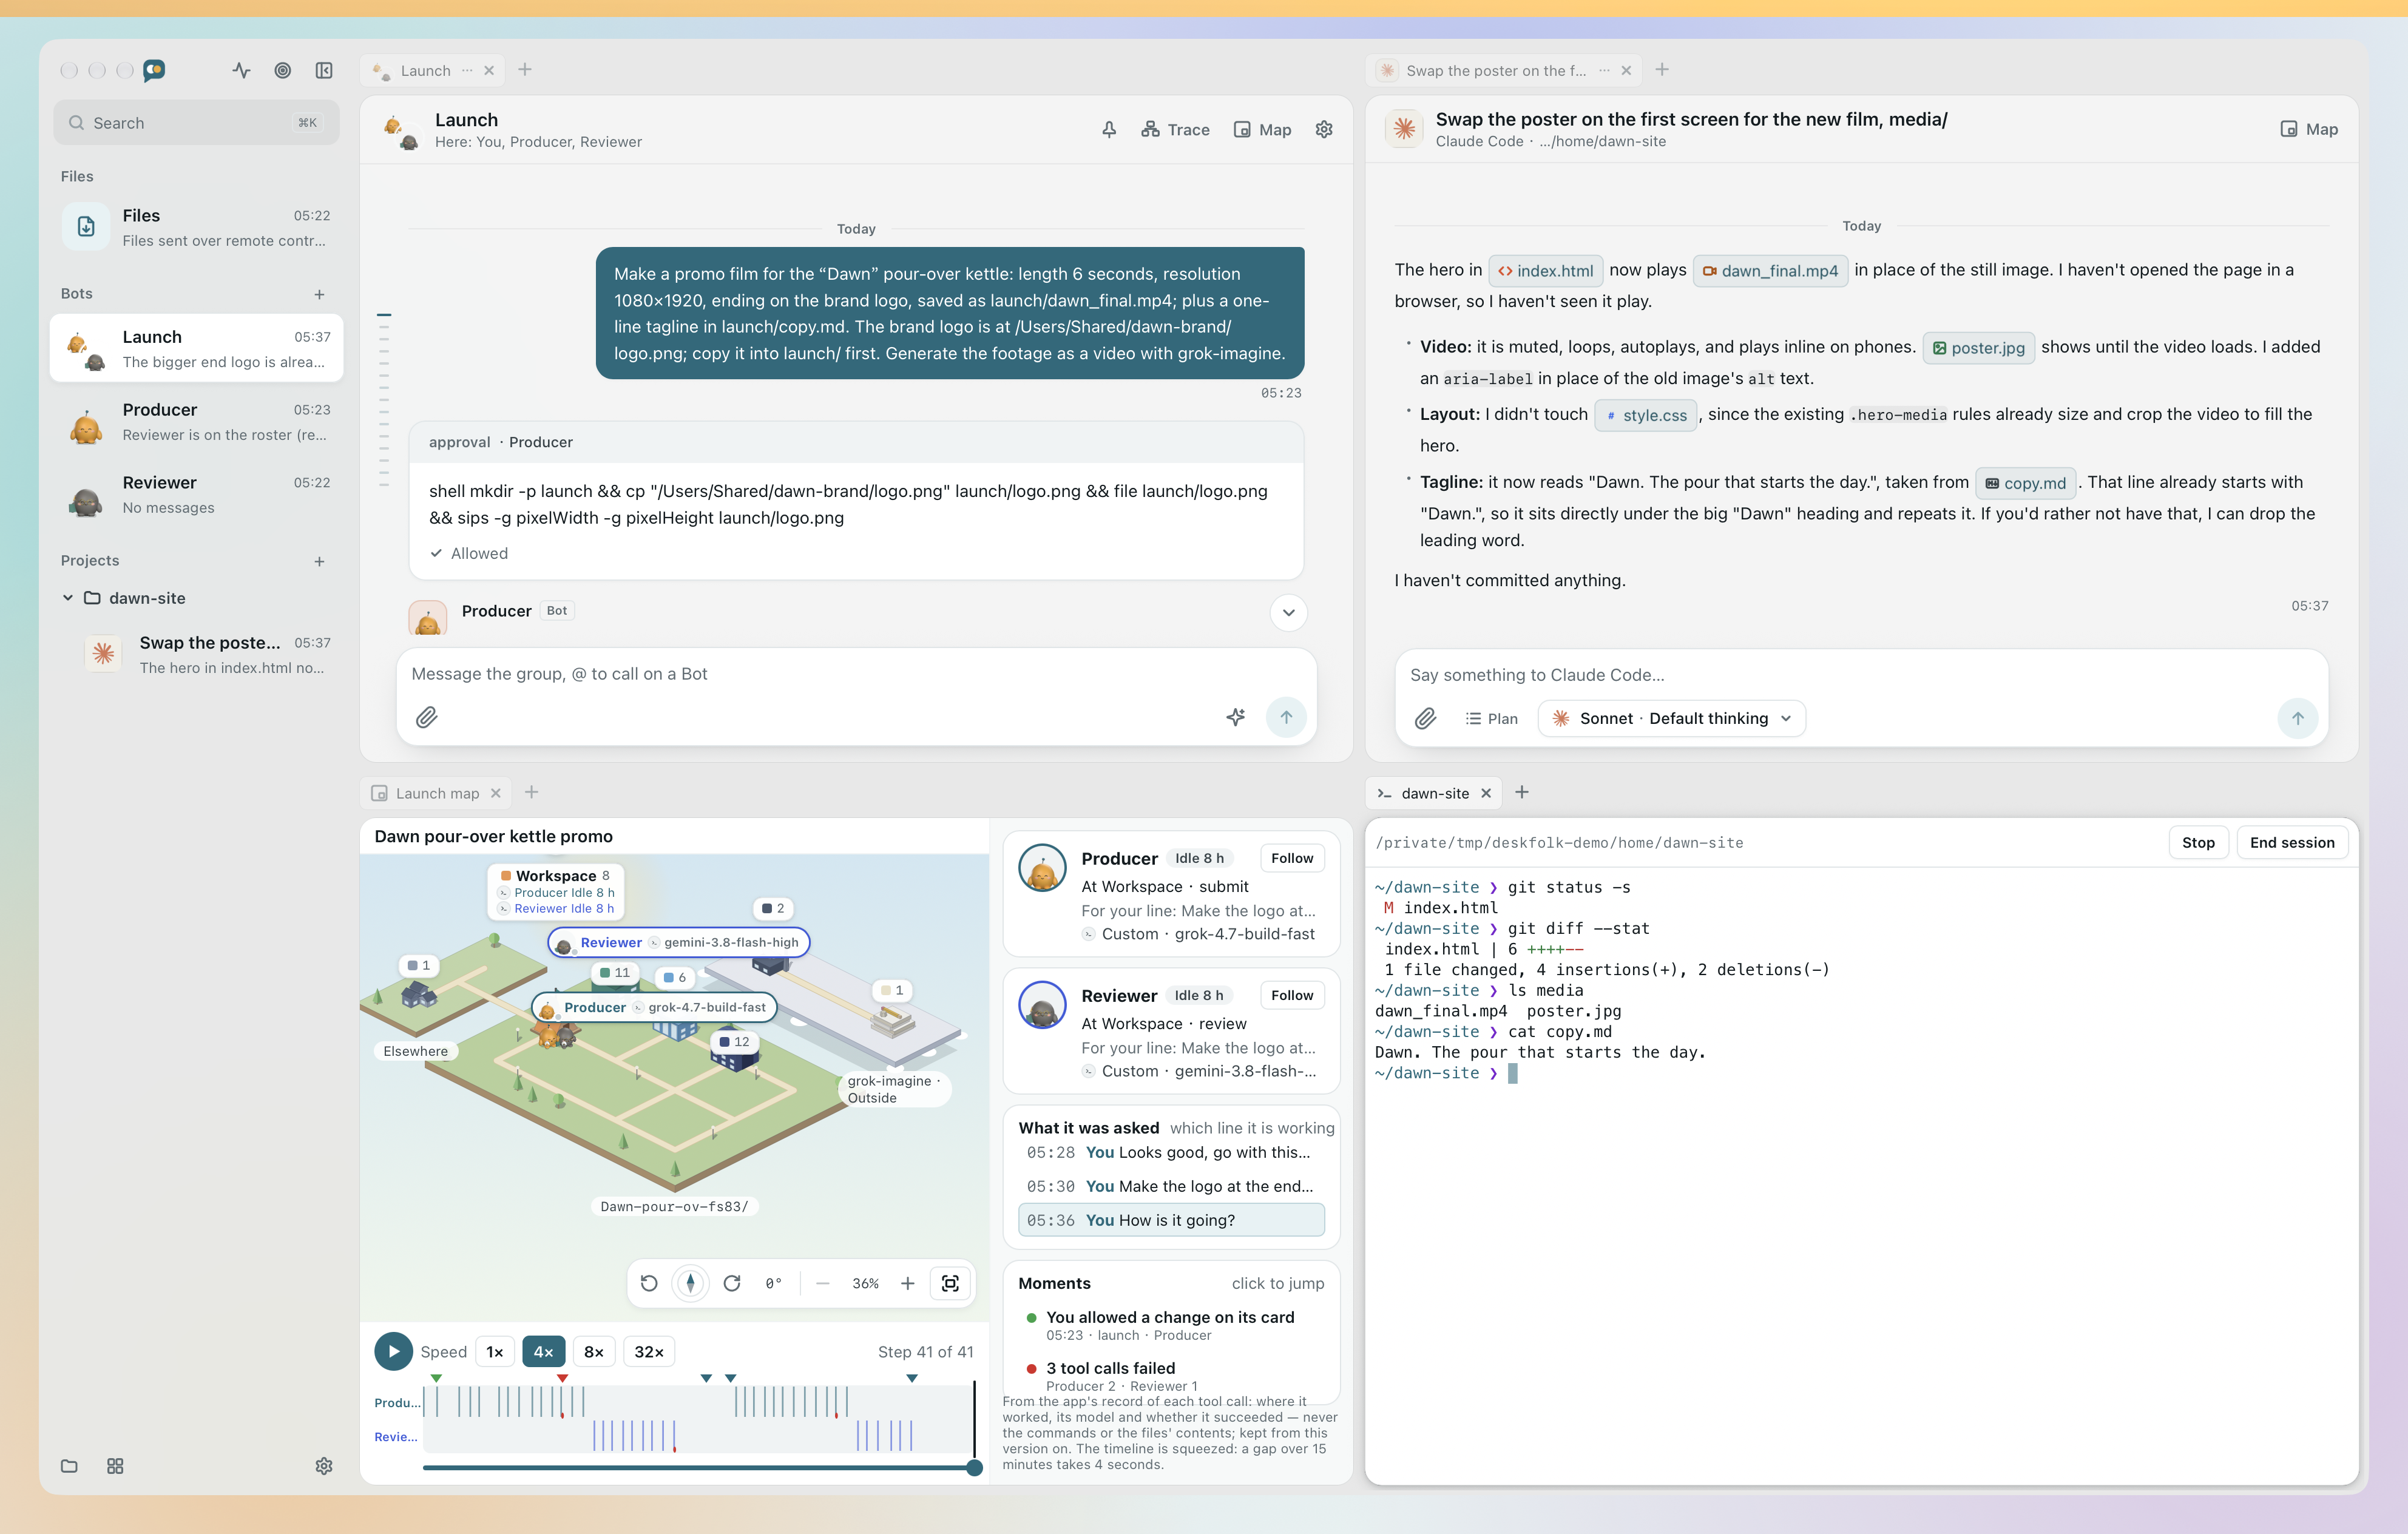 Search ⌘K
Files
Files 05:22
Files sent over remote contr...
Bots
Launch 05:37
The bigger end logo is alrea...
Producer 05:23
Reviewer is on the roster (re...
Reviewer 05:22
No messages
Projects
dawn-site
Swap the poste... 05:37
The hero in index.html no...
Launch ···
Launch
Here: You, Producer, Reviewer
Trace
Map
Today
Make a promo film for the “Dawn” pour-over kettle: length 6 seconds, resolution
1080×1920, ending on the brand logo, saved as launch/dawn_final.mp4; plus a one-
line tagline in launch/copy.md. The brand logo is at /Users/Shared/dawn-brand/
logo.png; copy it into launch/ first. Generate the footage as a video with grok-imagine.
05:23
approval · Producer
shell mkdir -p launch && cp "/Users/Shared/dawn-brand/logo.png" launch/logo.png && file launch/logo.png
&& sips -g pixelWidth -g pixelHeight launch/logo.png
Allowed
Producer Bot
Message the group, @ to call on a Bot
Swap the poster on the f... ···
Swap the poster on the first screen for the new film, media/
Claude Code · .../home/dawn-site
Map
Today
The hero in index.html now plays dawn_final.mp4 in place of the still image. I haven't opened the page in a
browser, so I haven't seen it play.
• Video: it is muted, loops, autoplays, and plays inline on phones. poster.jpg shows until the video loads. I added
an aria-label in place of the old image's alt text.
• Layout: I didn't touch # style.css, since the existing .hero-media rules already size and crop the video to fill the
hero.
• Tagline: it now reads "Dawn. The pour that starts the day.", taken from copy.md. That line already starts with
"Dawn.", so it sits directly under the big "Dawn" heading and repeats it. If you'd rather not have that, I can drop the
leading word.
I haven't committed anything.
05:37
Say something to Claude Code...
Plan
Sonnet · Default thinking
Launch map
Dawn pour-over kettle promo
Workspace 8
Producer Idle 8 h
Reviewer Idle 8 h
2
Reviewer gemini-3.8-flash-high
1
11
6
1
Producer grok-4.7-build-fast
12
Elsewhere
grok-imagine ·
Outside
Dawn-pour-ov-fs83/
0°
36%
Speed 1× 4× 8× 32×
Step 41 of 41
Produ...
Revie...
Producer Idle 8 h Follow
At Workspace · submit
For your line: Make the logo at...
Custom · grok-4.7-build-fast
Reviewer Idle 8 h Follow
At Workspace · review
For your line: Make the logo at...
Custom · gemini-3.8-flash-...
What it was asked which line it is working
05:28 You Looks good, go with this...
05:30 You Make the logo at the end...
05:36 You How is it going?
Moments click to jump
You allowed a change on its card
05:23 · launch · Producer
3 tool calls failed
Producer 2 · Reviewer 1
From the app's record of each tool call: where it
worked, its model and whether it succeeded — never
the commands or the files' contents; kept from this
version on. The timeline is squeezed: a gap over 15
minutes takes 4 seconds.
dawn-site
/private/tmp/deskfolk-demo/home/dawn-site
Stop
End session
~/dawn-site ❯ git status -s
M index.html
~/dawn-site ❯ git diff --stat
index.html | 6 ++++--
1 file changed, 4 insertions(+), 2 deletions(-)
~/dawn-site ❯ ls media
dawn_final.mp4 poster.jpg
~/dawn-site ❯ cat copy.md
Dawn. The pour that starts the day.
~/dawn-site ❯